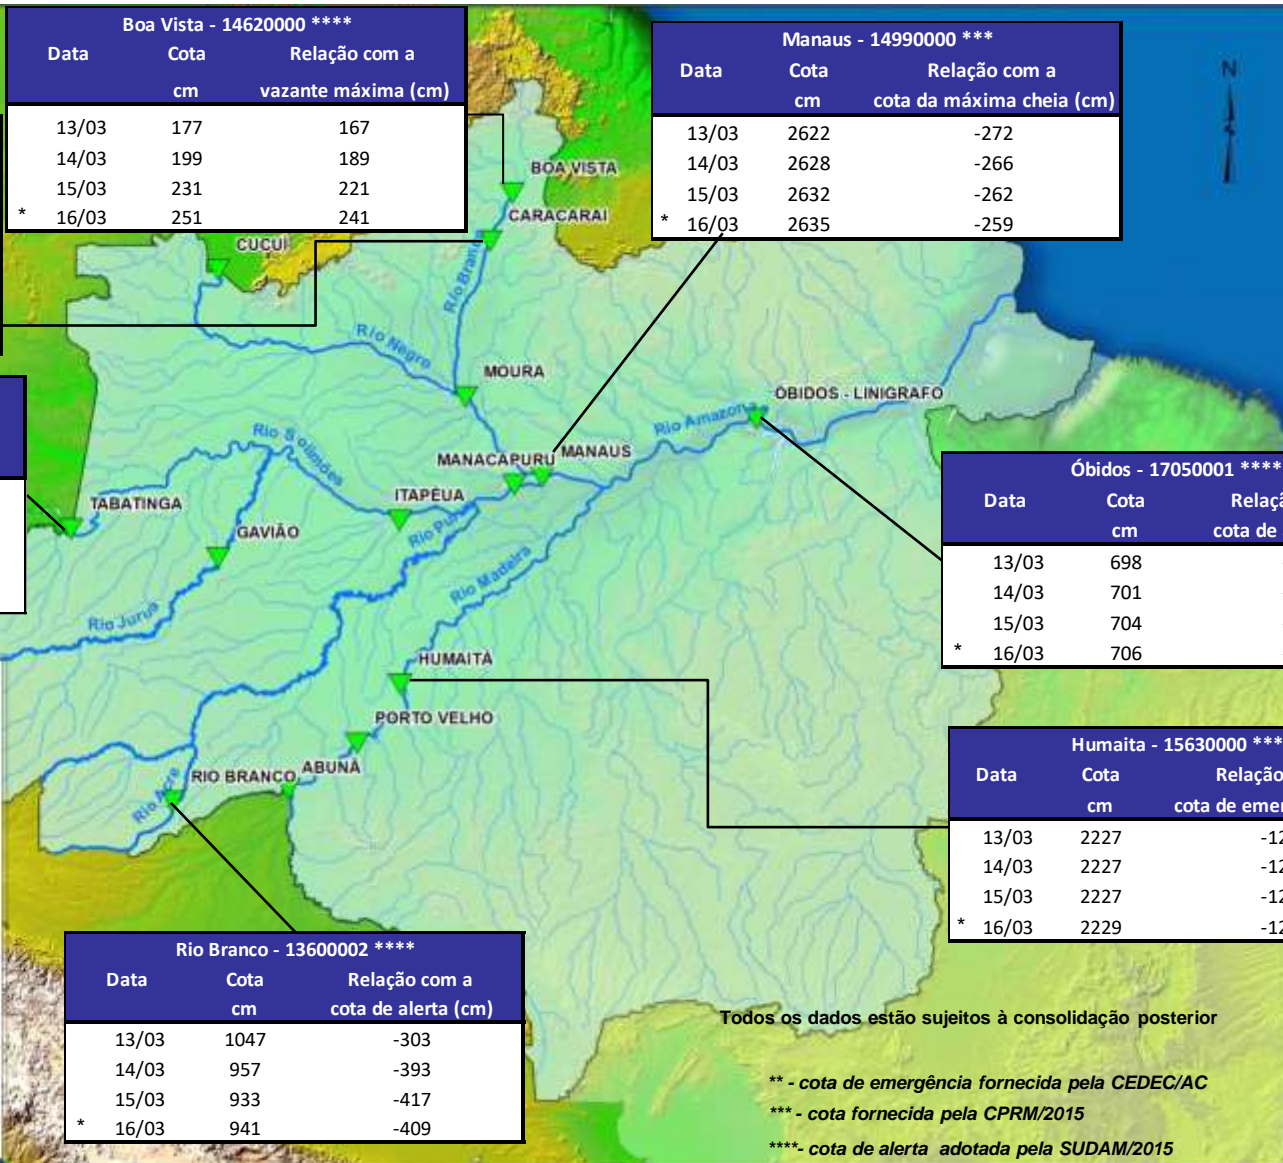 Boa Vista - 14620000 ****
Data Cota Relação com a
cm vazante máxima (cm)
13/03 177 167
14/03 199 189
15/03 231 221
* 16/03 251 241
Manaus - 14990000 ***
Data Cota Relação com a
cm cota da máxima cheia (cm)
13/03 2622 -272
14/03 2628 -266
15/03 2632 -262
* 16/03 2635 -259
N
BOA VISTA
CARACARAI
CUCUI
Rio Branco
Rio Negro
MOURA
ÓBIDOS - LINIGRAFO
Rio Amazonas
Rio Solimões
MANACAPURU
MANAUS
ITAPEUA
TABATINGA
GAVIÃO
Rio Purus
Rio Madeira
Rio Juruá
Óbidos - 17050001 ****
Data Cota
cm cota de
13/03 698
14/03 701
15/03 704
* 16/03 706
HUMAITÁ
PORTO VELHO
ABUNÃ
RIO BRANCO
Rio Acre
Humaita - 15630000 ***
Data Cota Relação
cm
13/03 2227
14/03 2227
15/03 2227
* 16/03 2229
Rio Branco - 13600002 ****
Data Cota Relação com a
cm cota de alerta (cm)
13/03 1047 -303
14/03 957 -393
15/03 933 -417
* 16/03 941 -409
Todos os dados estão sujeitos à consolidação posterior
** - cota de emergência fornecida pela CEDEC/AC
*** - cota fornecida pela CPRM/2015
****- cota de alerta adotada pela SUDAM/2015